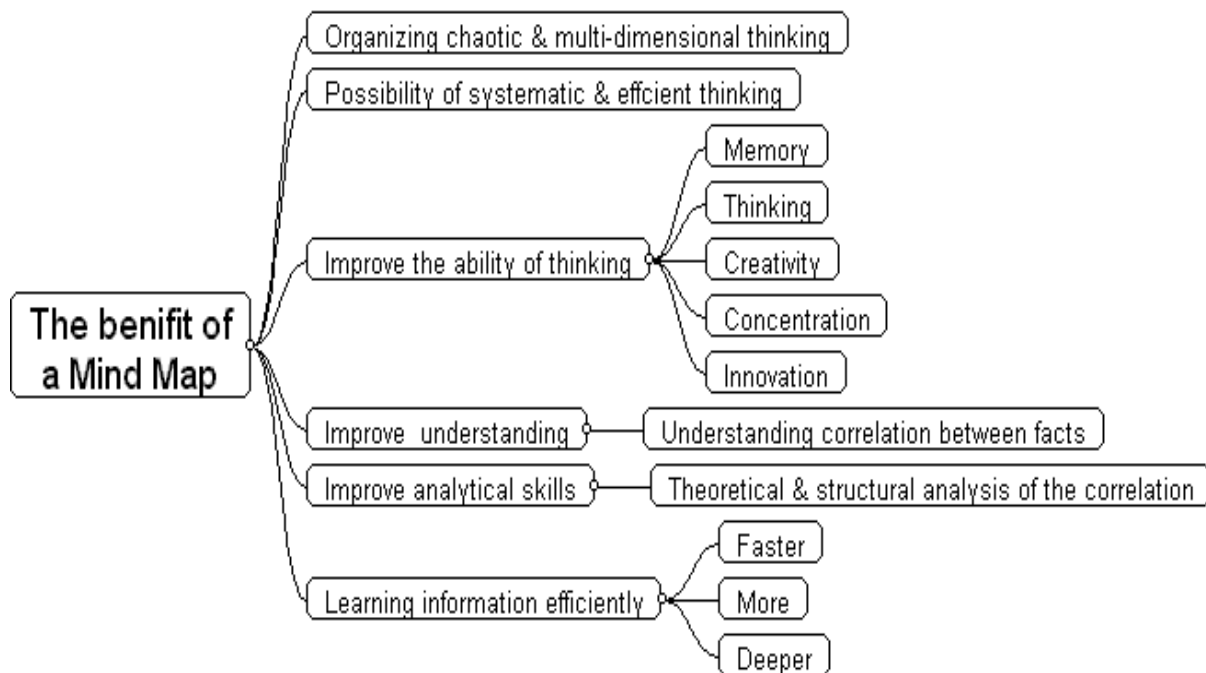 Organizing chaotic & multi-dimensional thinking
Possibility of systematic & effcient thinking
Memory
Thinking
Improve the ability of thinking
Creativity
Concentration
Innovation
The benifit of
a Mind Map
Improve understanding
Understanding correlation between facts
Improve analytical skills
Theoretical & structural analysis of the correlation
Faster
Learning information efficiently
More
Deeper